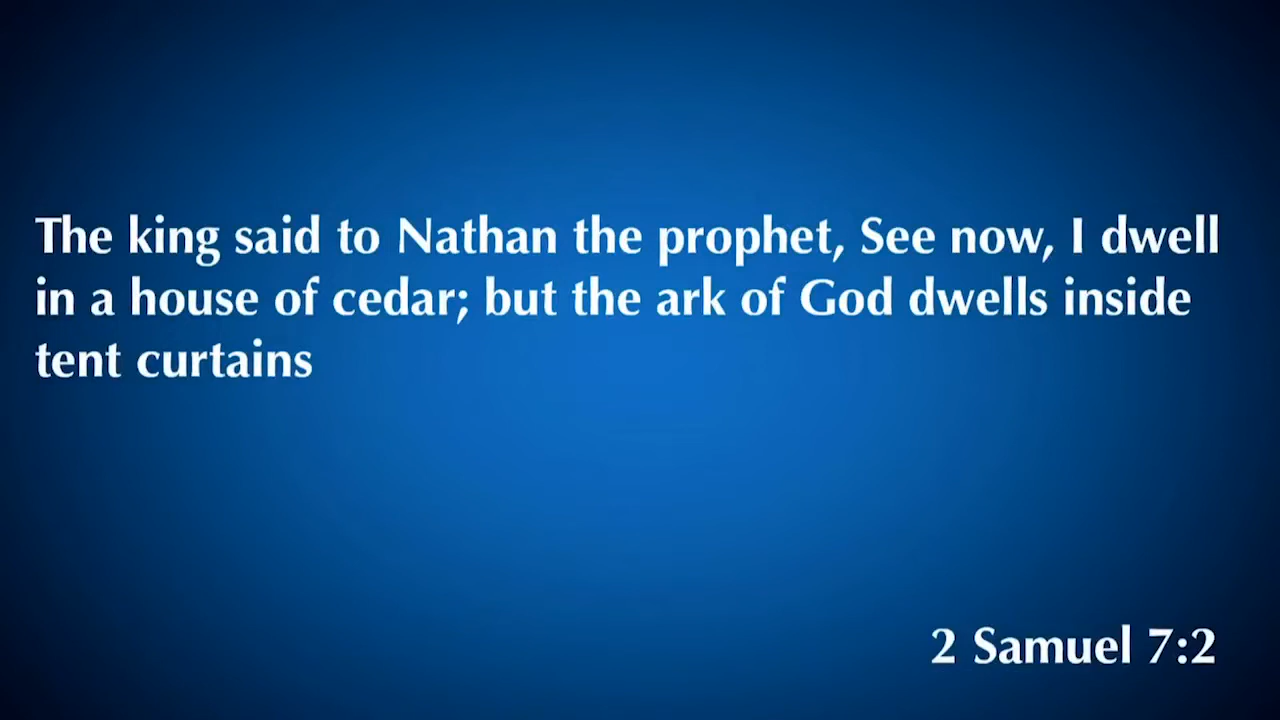 The king said to Nathan the prophet, See now, I dwell
in a house of cedar; but the ark of God dwells inside
tent curtains
2 Samuel 7:2